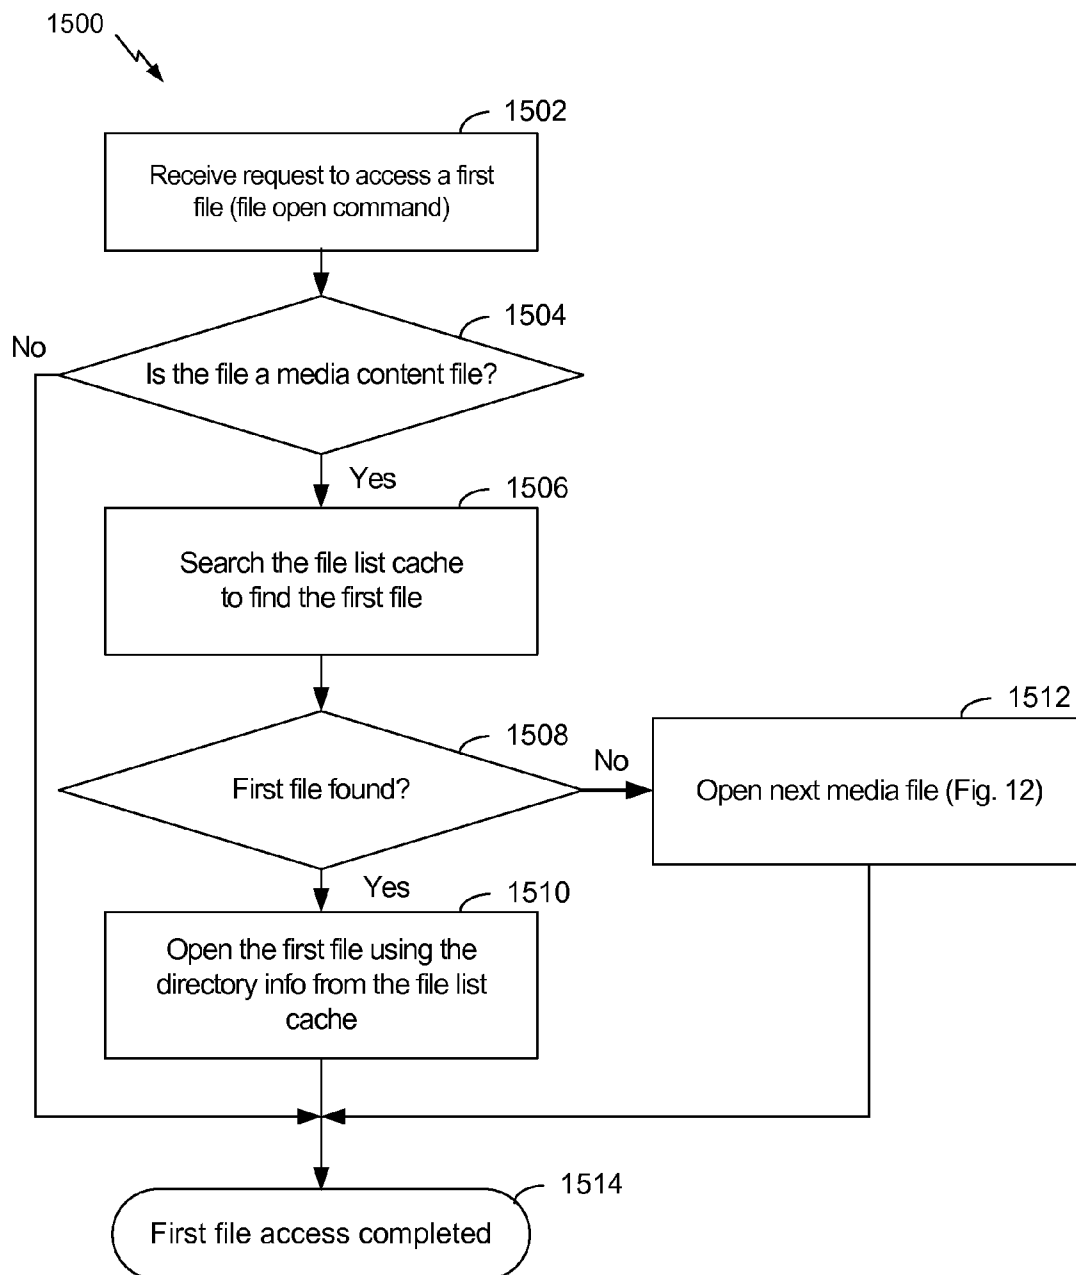 1500
1502
Receive request to access a first
file (file open command)
1504
No
Is the file a media content file?
Yes
1506
Search the file list cache
to find the first file
1512
1508
No
First file found?
Open next media file (Fig. 12)
Yes
1510
Open the first file using the
directory info from the file list
cache
1514
First file access completed